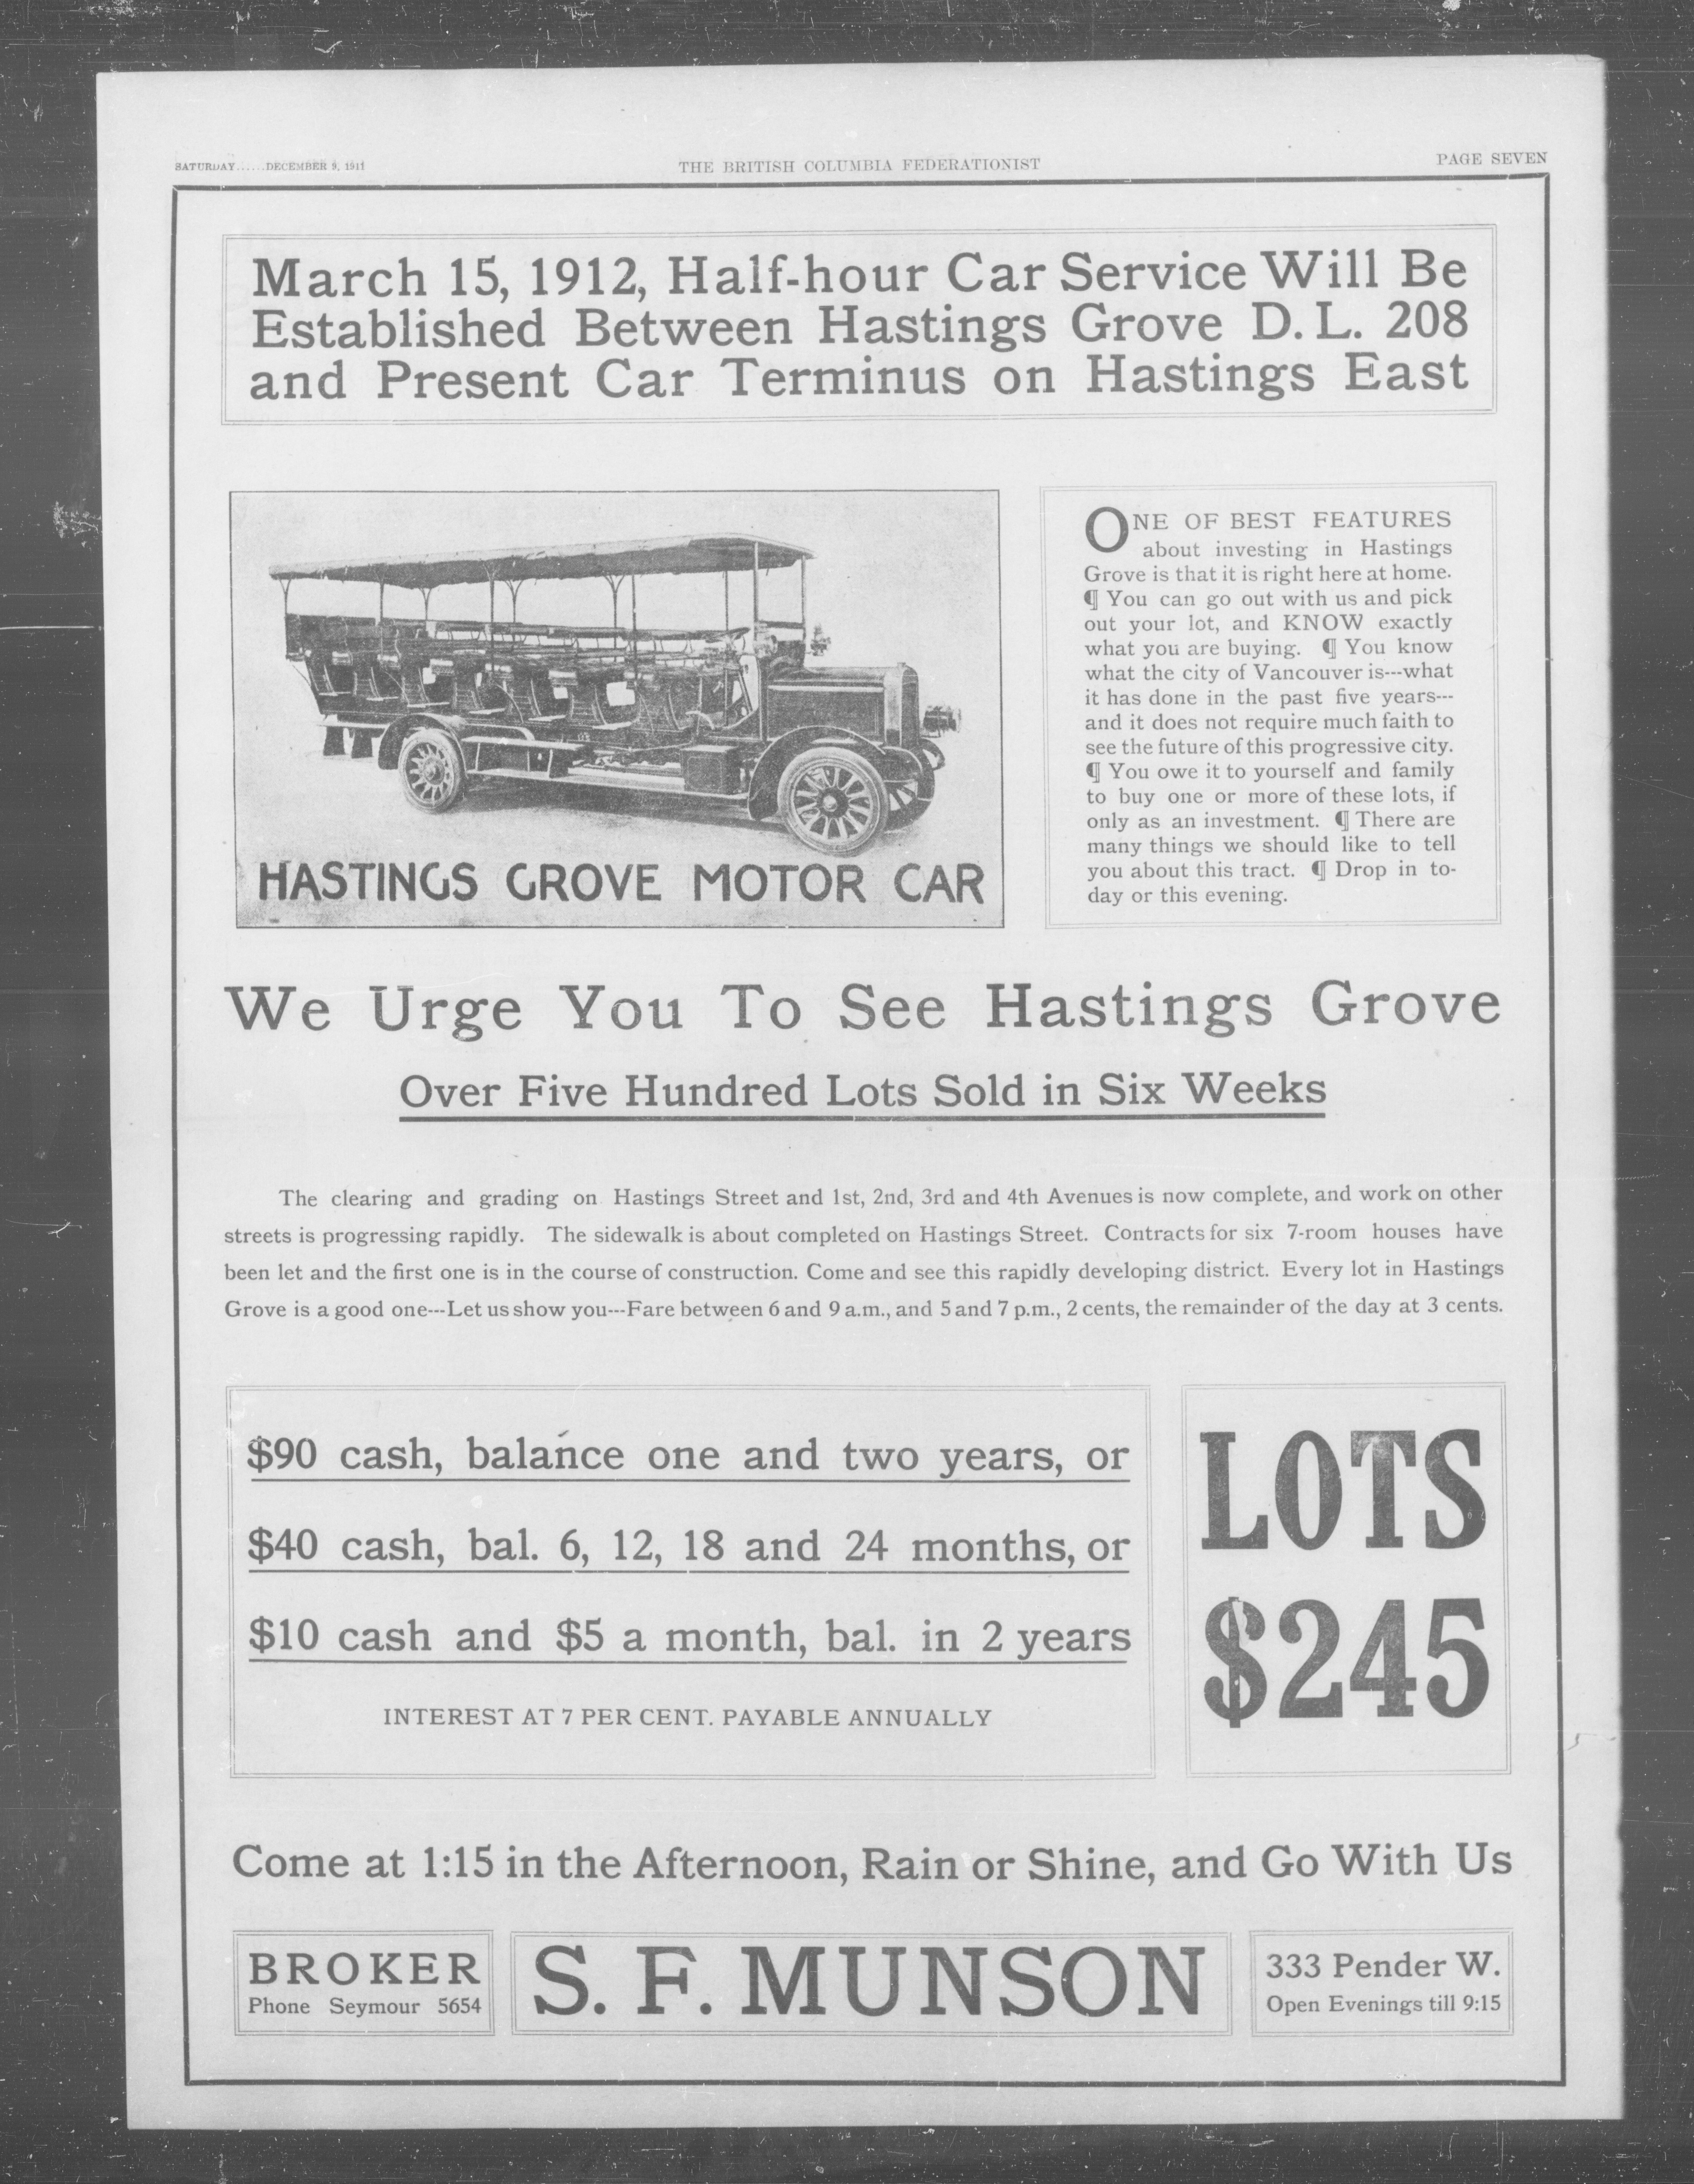 SATURDAY......DECEMBER 9, 1911
THE BRITISH COLUMBIA FEDERATIONIST
PAGE SEVEN
March 15, 1912, Half-hour Car Service Will Be
Established Between Hastings Grove D. L. 208
and Present Car Terminus on Hastings East
HASTINGS GROVE MOTOR CAR
ONE OF BEST FEATURES
about investing in Hastings
Grove is that it is right here at home.
¶ You can go out with us and pick
out your lot, and KNOW exactly
what you are buying. ¶ You know
what the city of Vancouver is---what
it has done in the past five years---
and it does not require much faith to
see the future of this progressive city.
¶ You owe it to yourself and family
to buy one or more of these lots, if
only as an investment. ¶ There are
many things we should like to tell
you about this tract. ¶ Drop in to-
day or this evening.
We Urge You To See Hastings Grove
Over Five Hundred Lots Sold in Six Weeks
The clearing and grading on Hastings Street and 1st, 2nd, 3rd and 4th Avenues is now complete, and work on other
streets is progressing rapidly. The sidewalk is about completed on Hastings Street. Contracts for six 7-room houses have
been let and the first one is in the course of construction. Come and see this rapidly developing district. Every lot in Hastings
Grove is a good one---Let us show you---Fare between 6 and 9 a.m., and 5 and 7 p.m., 2 cents, the remainder of the day at 3 cents.
$90 cash, balance one and two years, or
$40 cash, bal. 6, 12, 18 and 24 months, or
$10 cash and $5 a month, bal. in 2 years
INTEREST AT 7 PER CENT. PAYABLE ANNUALLY
LOTS
$245
Come at 1:15 in the Afternoon, Rain or Shine, and Go With Us
BROKER
Phone Seymour 5654
S. F. MUNSON
333 Pender W.
Open Evenings till 9:15